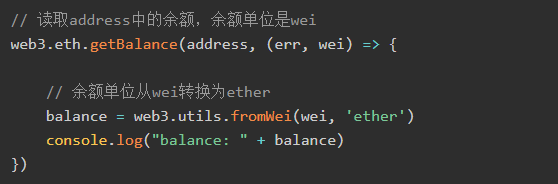 // 读取address中的余额，余额单位是wei
web3.eth.getBalance(address, (err, wei) => {
// 余额单位从wei转换为ether
balance = web3.utils.fromWei(wei, 'ether')
console.log("balance: " + balance)
})